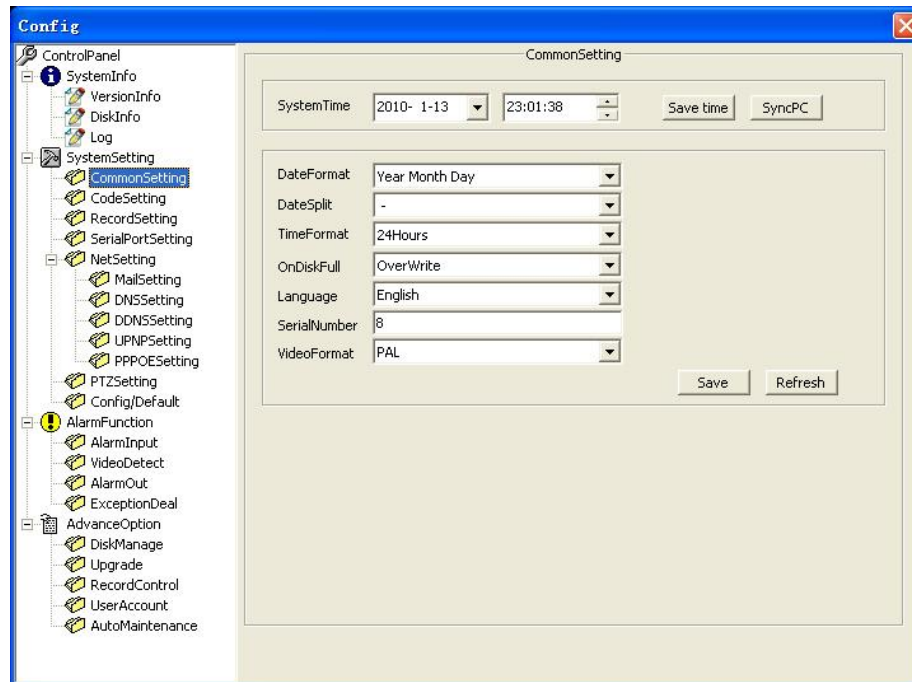 Config
ControlPanel
SystemInfo
VersionInfo
DiskInfo
Log
SystemSetting
CommonSetting
CodeSetting
RecordSetting
SerialPortSetting
NetSetting
MailSetting
DNSSetting
DDNSSetting
UPNPSetting
PPPOESetting
PTZSetting
Config/Default
AlarmFunction
AlarmInput
VideoDetect
AlarmOut
ExceptionDeal
AdvanceOption
DiskManage
Upgrade
RecordControl
UserAccount
AutoMaintenance
CommonSetting
SystemTime 2010- 1-13 23:01:38 Save time SyncPC
DateFormat Year Month Day
DateSplit -
TimeFormat 24Hours
OnDiskFull OverWrite
Language English
SerialNumber 8
VideoFormat PAL
Save Refresh